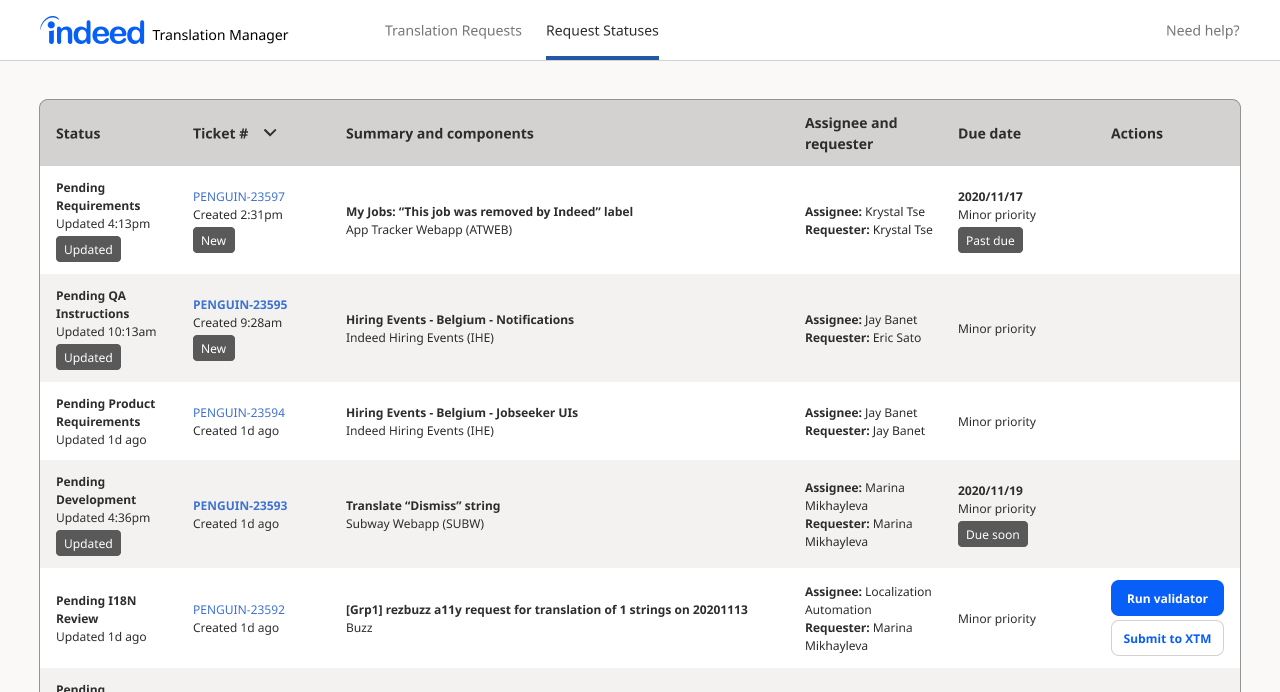 indeed Translation Manager
Translation Requests
Request Statuses
Need help?
Status
Ticket #
Summary and components
Assignee and
requester
Due date
Actions
Pending
Requirements
Updated 4:13pm
Updated
PENGUIN-23597
Created 2:31pm
New
My Jobs: “This job was removed by Indeed” label
App Tracker Webapp (ATWEB)
Assignee: Krystal Tse
Requester: Krystal Tse
2020/11/17
Minor priority
Past due
Pending QA
Instructions
Updated 10:13am
Updated
PENGUIN-23595
Created 9:28am
New
Hiring Events - Belgium - Notifications
Indeed Hiring Events (IHE)
Assignee: Jay Banet
Requester: Eric Sato
Minor priority
Pending Product
Requirements
Updated 1d ago
PENGUIN-23594
Created 1d ago
Hiring Events - Belgium - Jobseeker UIs
Indeed Hiring Events (IHE)
Assignee: Jay Banet
Requester: Jay Banet
Minor priority
Pending
Development
Updated 4:36pm
Updated
PENGUIN-23593
Created 1d ago
Translate “Dismiss” string
Subway Webapp (SUBW)
Assignee: Marina
Mikhayleva
Requester: Marina
Mikhayleva
2020/11/19
Minor priority
Due soon
Pending I18N
Review
Updated 1d ago
PENGUIN-23592
Created 1d ago
[Grp1] rezbuzz a11y request for translation of 1 strings on 20201113
Buzz
Assignee: Localization
Automation
Requester: Marina
Mikhayleva
Minor priority
Run validator
Submit to XTM
Pending